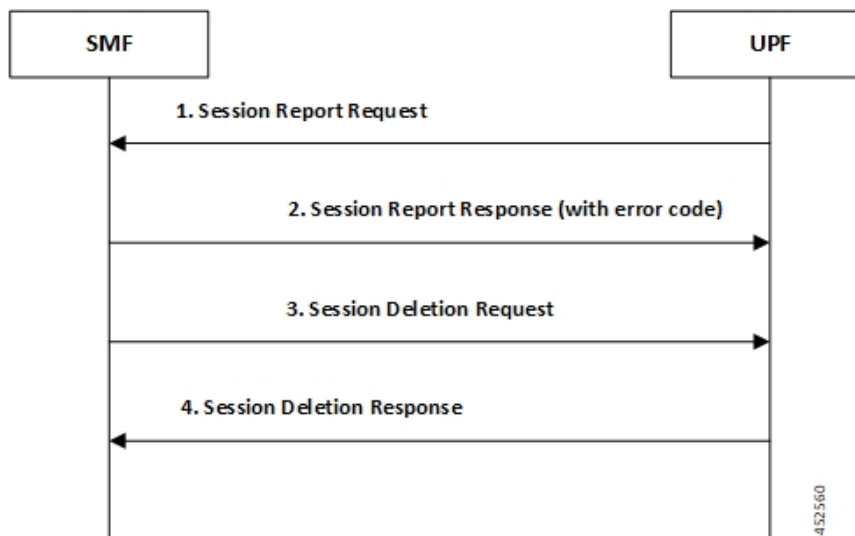 SMF
UPF
1. Session Report Request
2. Session Report Response (with error code)
3. Session Deletion Request
4. Session Deletion Response
452560